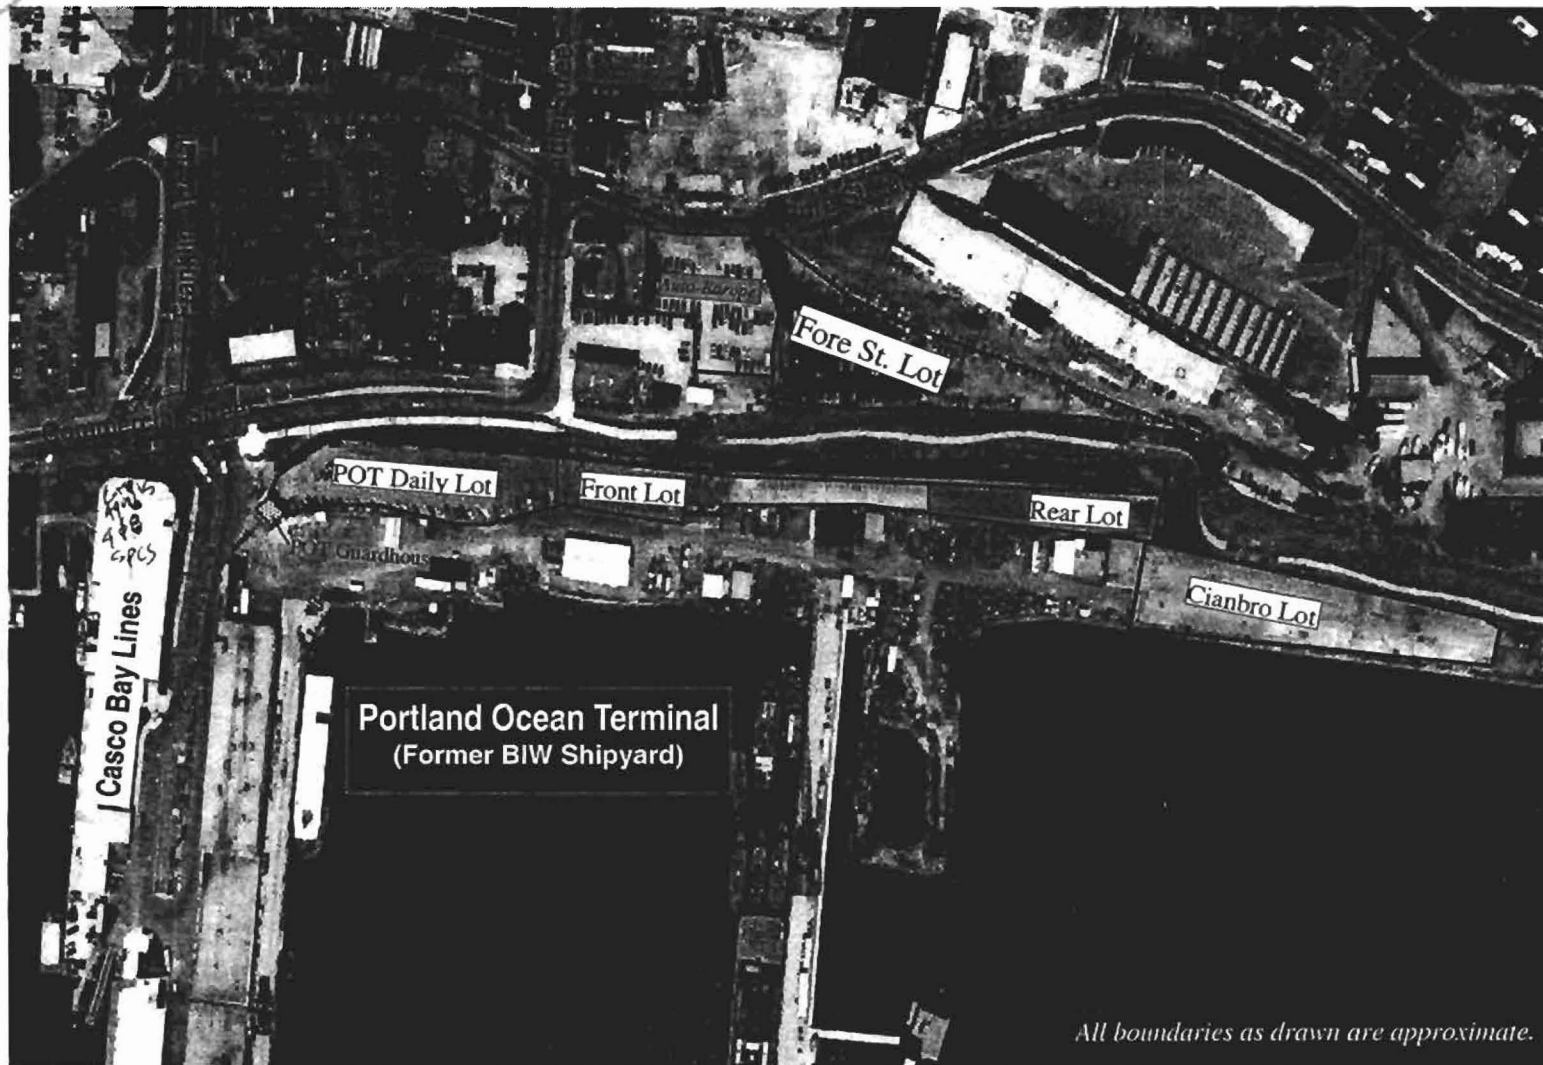 Fore St. Lot
POT Daily Lot
Front Lot
Rear Lot
POT Guardhouse
Cianbro Lot
Casco Bay Lines
Portland Ocean Terminal
(Former BIW Shipyard)
All boundaries as drawn are approximate.